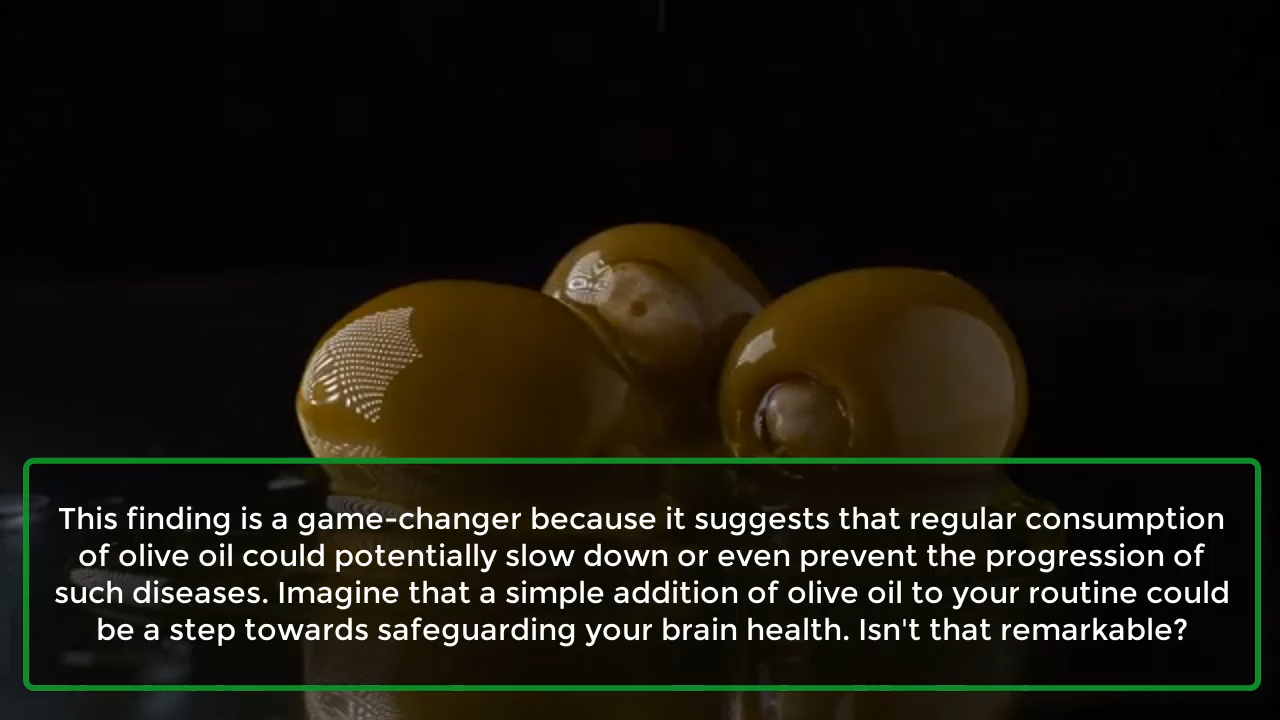 This finding is a game-changer because it suggests that regular consumption
of olive oil could potentially slow down or even prevent the progression of
such diseases. Imagine that a simple addition of olive oil to your routine could
be a step towards safeguarding your brain health. Isn't that remarkable?